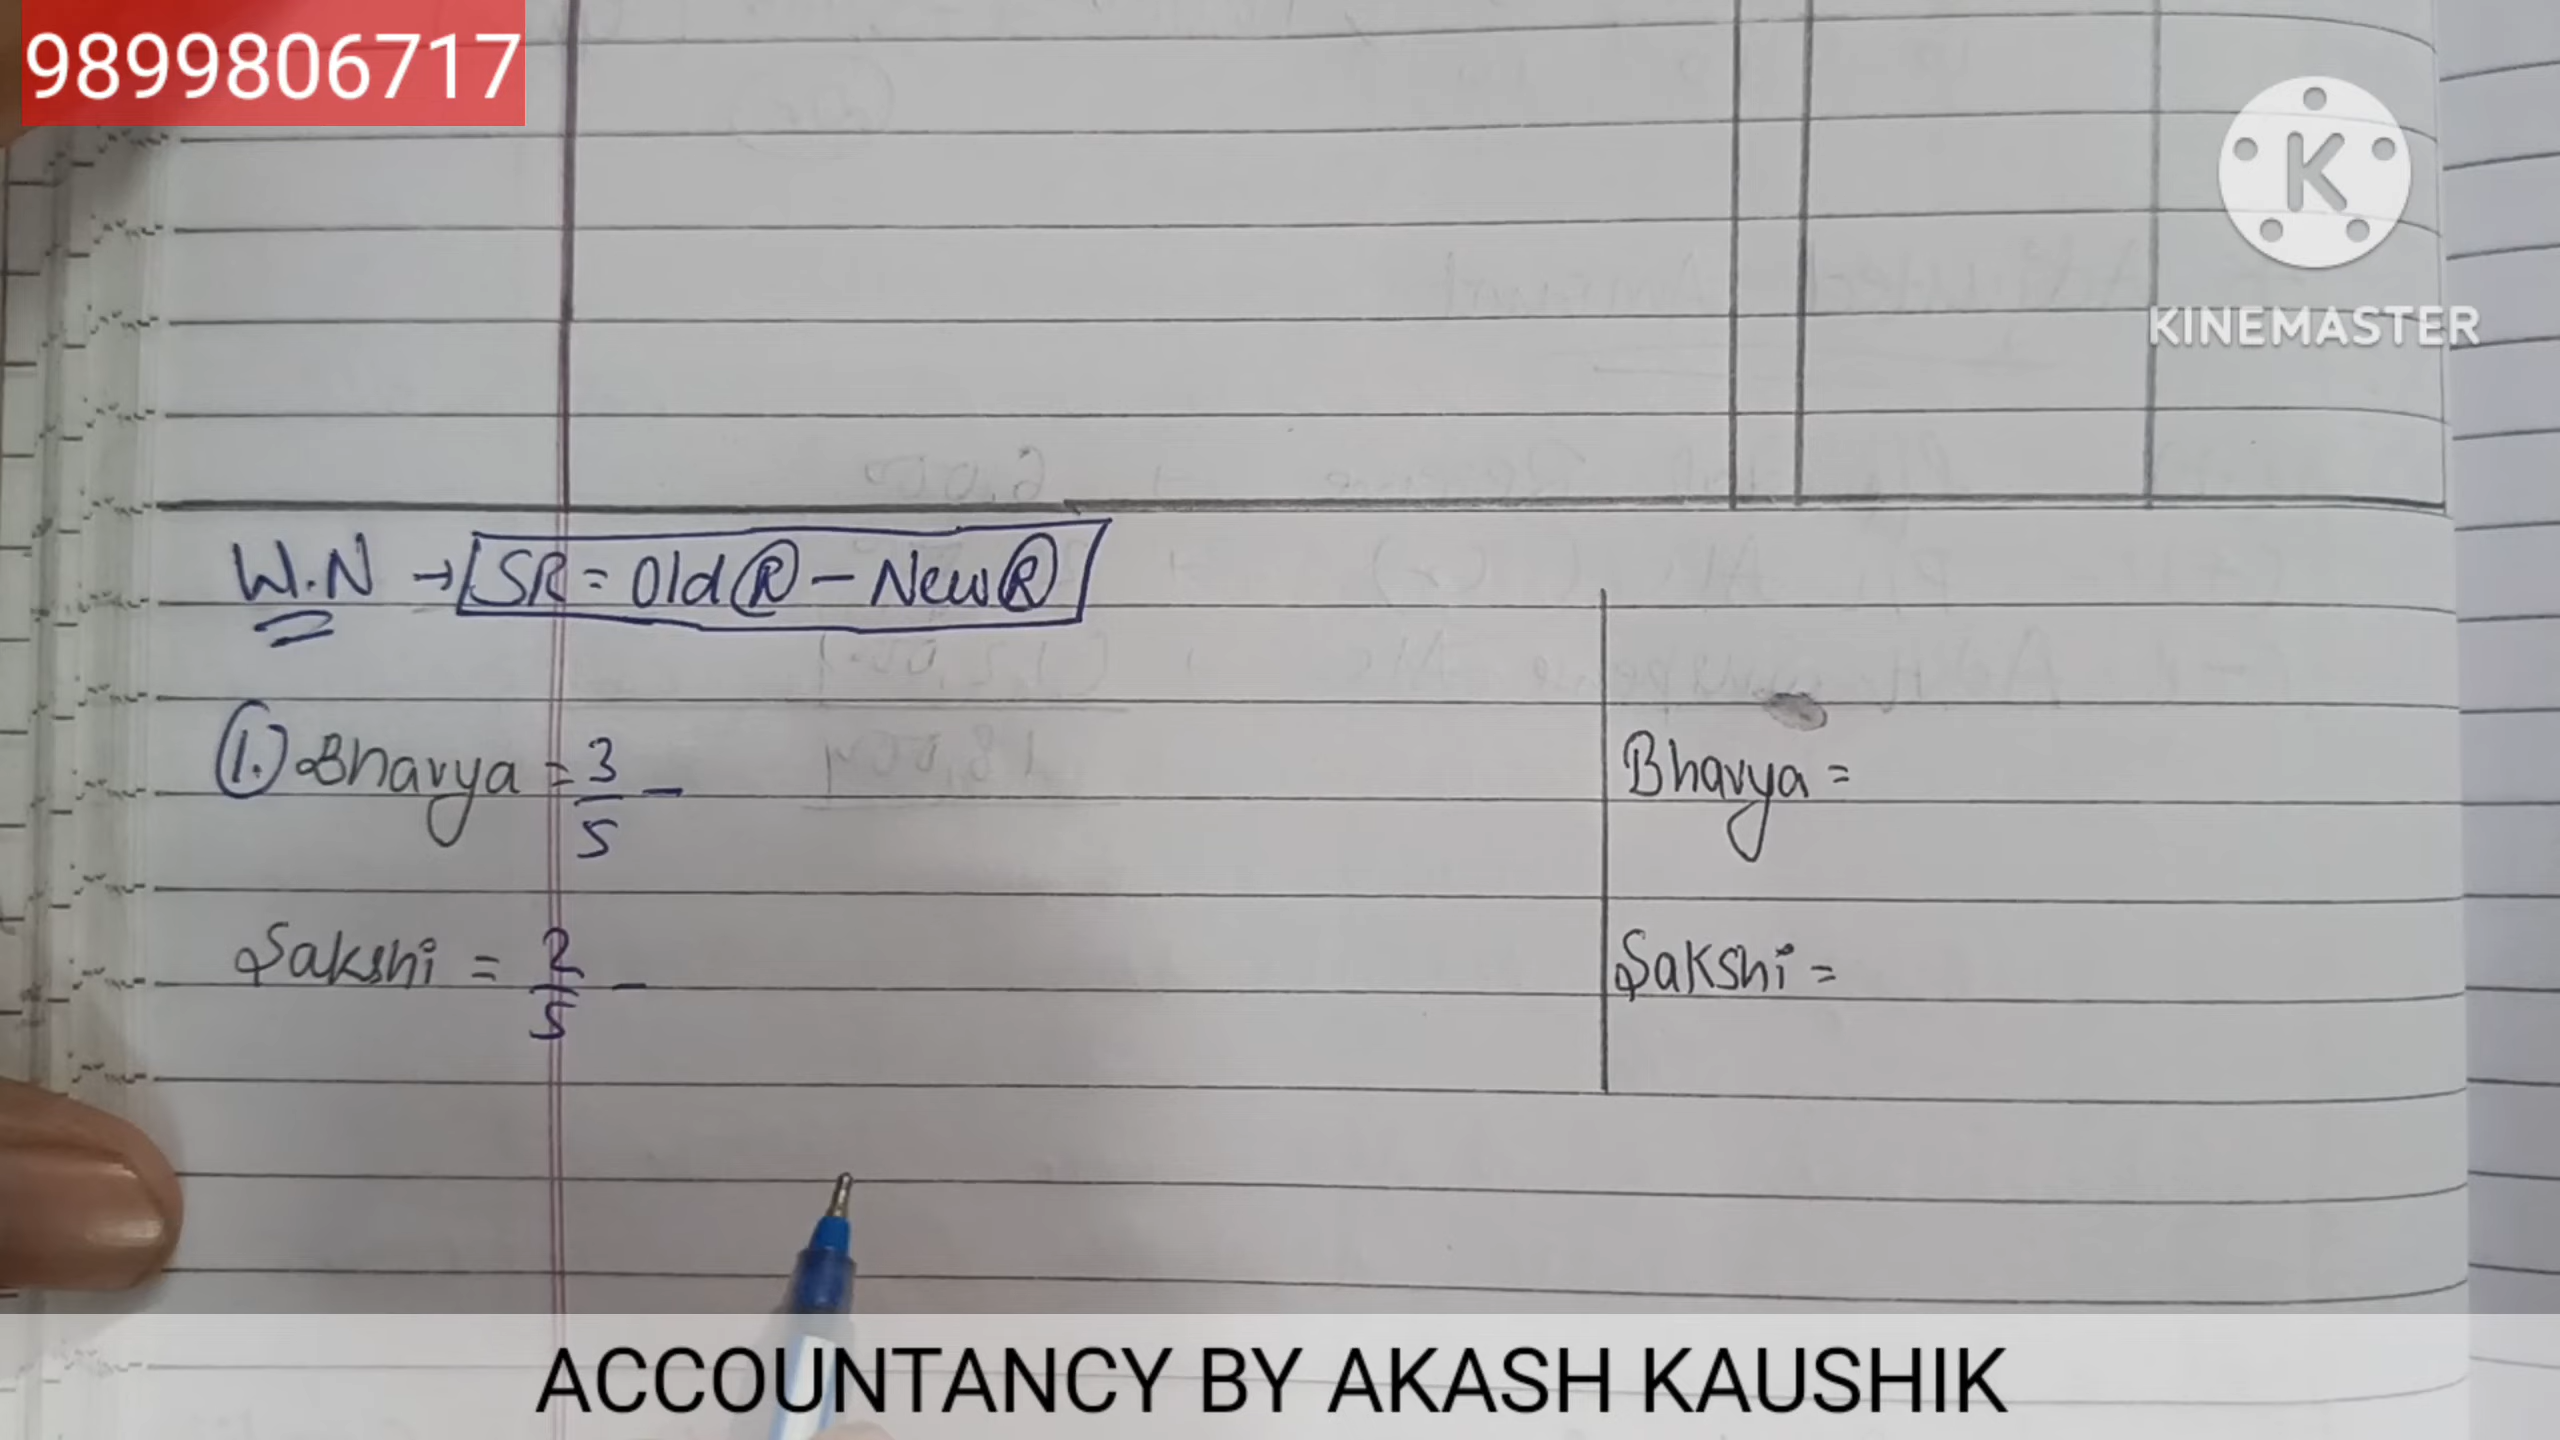 9899806717
KINEMASTER
W.N → SR = Old Ⓡ - New Ⓡ
①. Bhavya = 3/5 -
Bhavya =
Sakshi = 2/5 -
Sakshi =
ACCOUNTANCY BY AKASH KAUSHIK